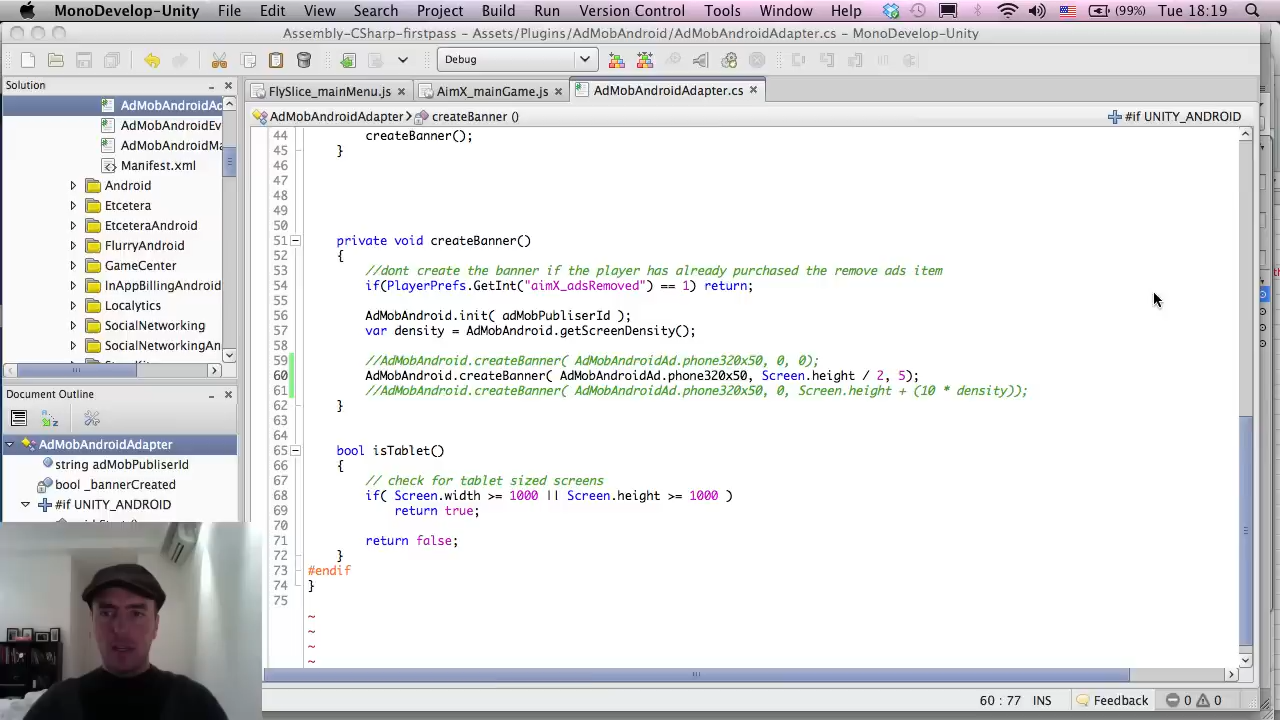 MonoDevelop-Unity File Edit View Search Project Build Run Version Control Tools Window Help (99%) Tue 18:19
Assembly-CSharp-firstpass - Assets/Plugins/AdMobAndroid/AdMobAndroidAdapter.cs - MonoDevelop-Unity
Debug
Solution
AdMobAndroidAc
AdMobAndroidEv
AdMobAndroidMa
Manifest.xml
Android
Etcetera
EtceteraAndroid
FlurryAndroid
GameCenter
InAppBillingAndroid
Localytics
SocialNetworking
SocialNetworkingAn
Document Outline
AdMobAndroidAdapter
string adMobPubliserId
bool _bannerCreated
#if UNITY_ANDROID
FlySlice_mainMenu.js AimX_mainGame.js AdMobAndroidAdapter.cs
AdMobAndroidAdapter createBanner () #if UNITY_ANDROID
44 createBanner();
45 }
46
47
48
49
50
51 private void createBanner()
52 {
53 //dont create the banner if the player has already purchased the remove ads item
54 if(PlayerPrefs.GetInt("aimX_adsRemoved") == 1) return;
55
56 AdMobAndroid.init( adMobPubliserId );
57 var density = AdMobAndroid.getScreenDensity();
58
59 //AdMobAndroid.createBanner( AdMobAndroidAd.phone320x50, 0, 0);
60 AdMobAndroid.createBanner( AdMobAndroidAd.phone320x50, Screen.height / 2, 5);
61 //AdMobAndroid.createBanner( AdMobAndroidAd.phone320x50, 0, Screen.height + (10 * density));
62 }
63
64
65 bool isTablet()
66 {
67 // check for tablet sized screens
68 if( Screen.width >= 1000 || Screen.height >= 1000 )
69 return true;
70
71 return false;
72 }
73 #endif
74 }
75
~
~
~
~
60 : 77 INS Feedback 0 0